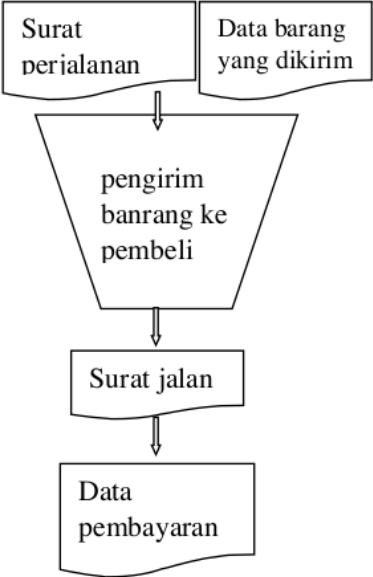 Surat
perjalanan
Data barang
yang dikirim
pengirim
banrang ke
pembeli
Surat jalan
Data
pembayaran